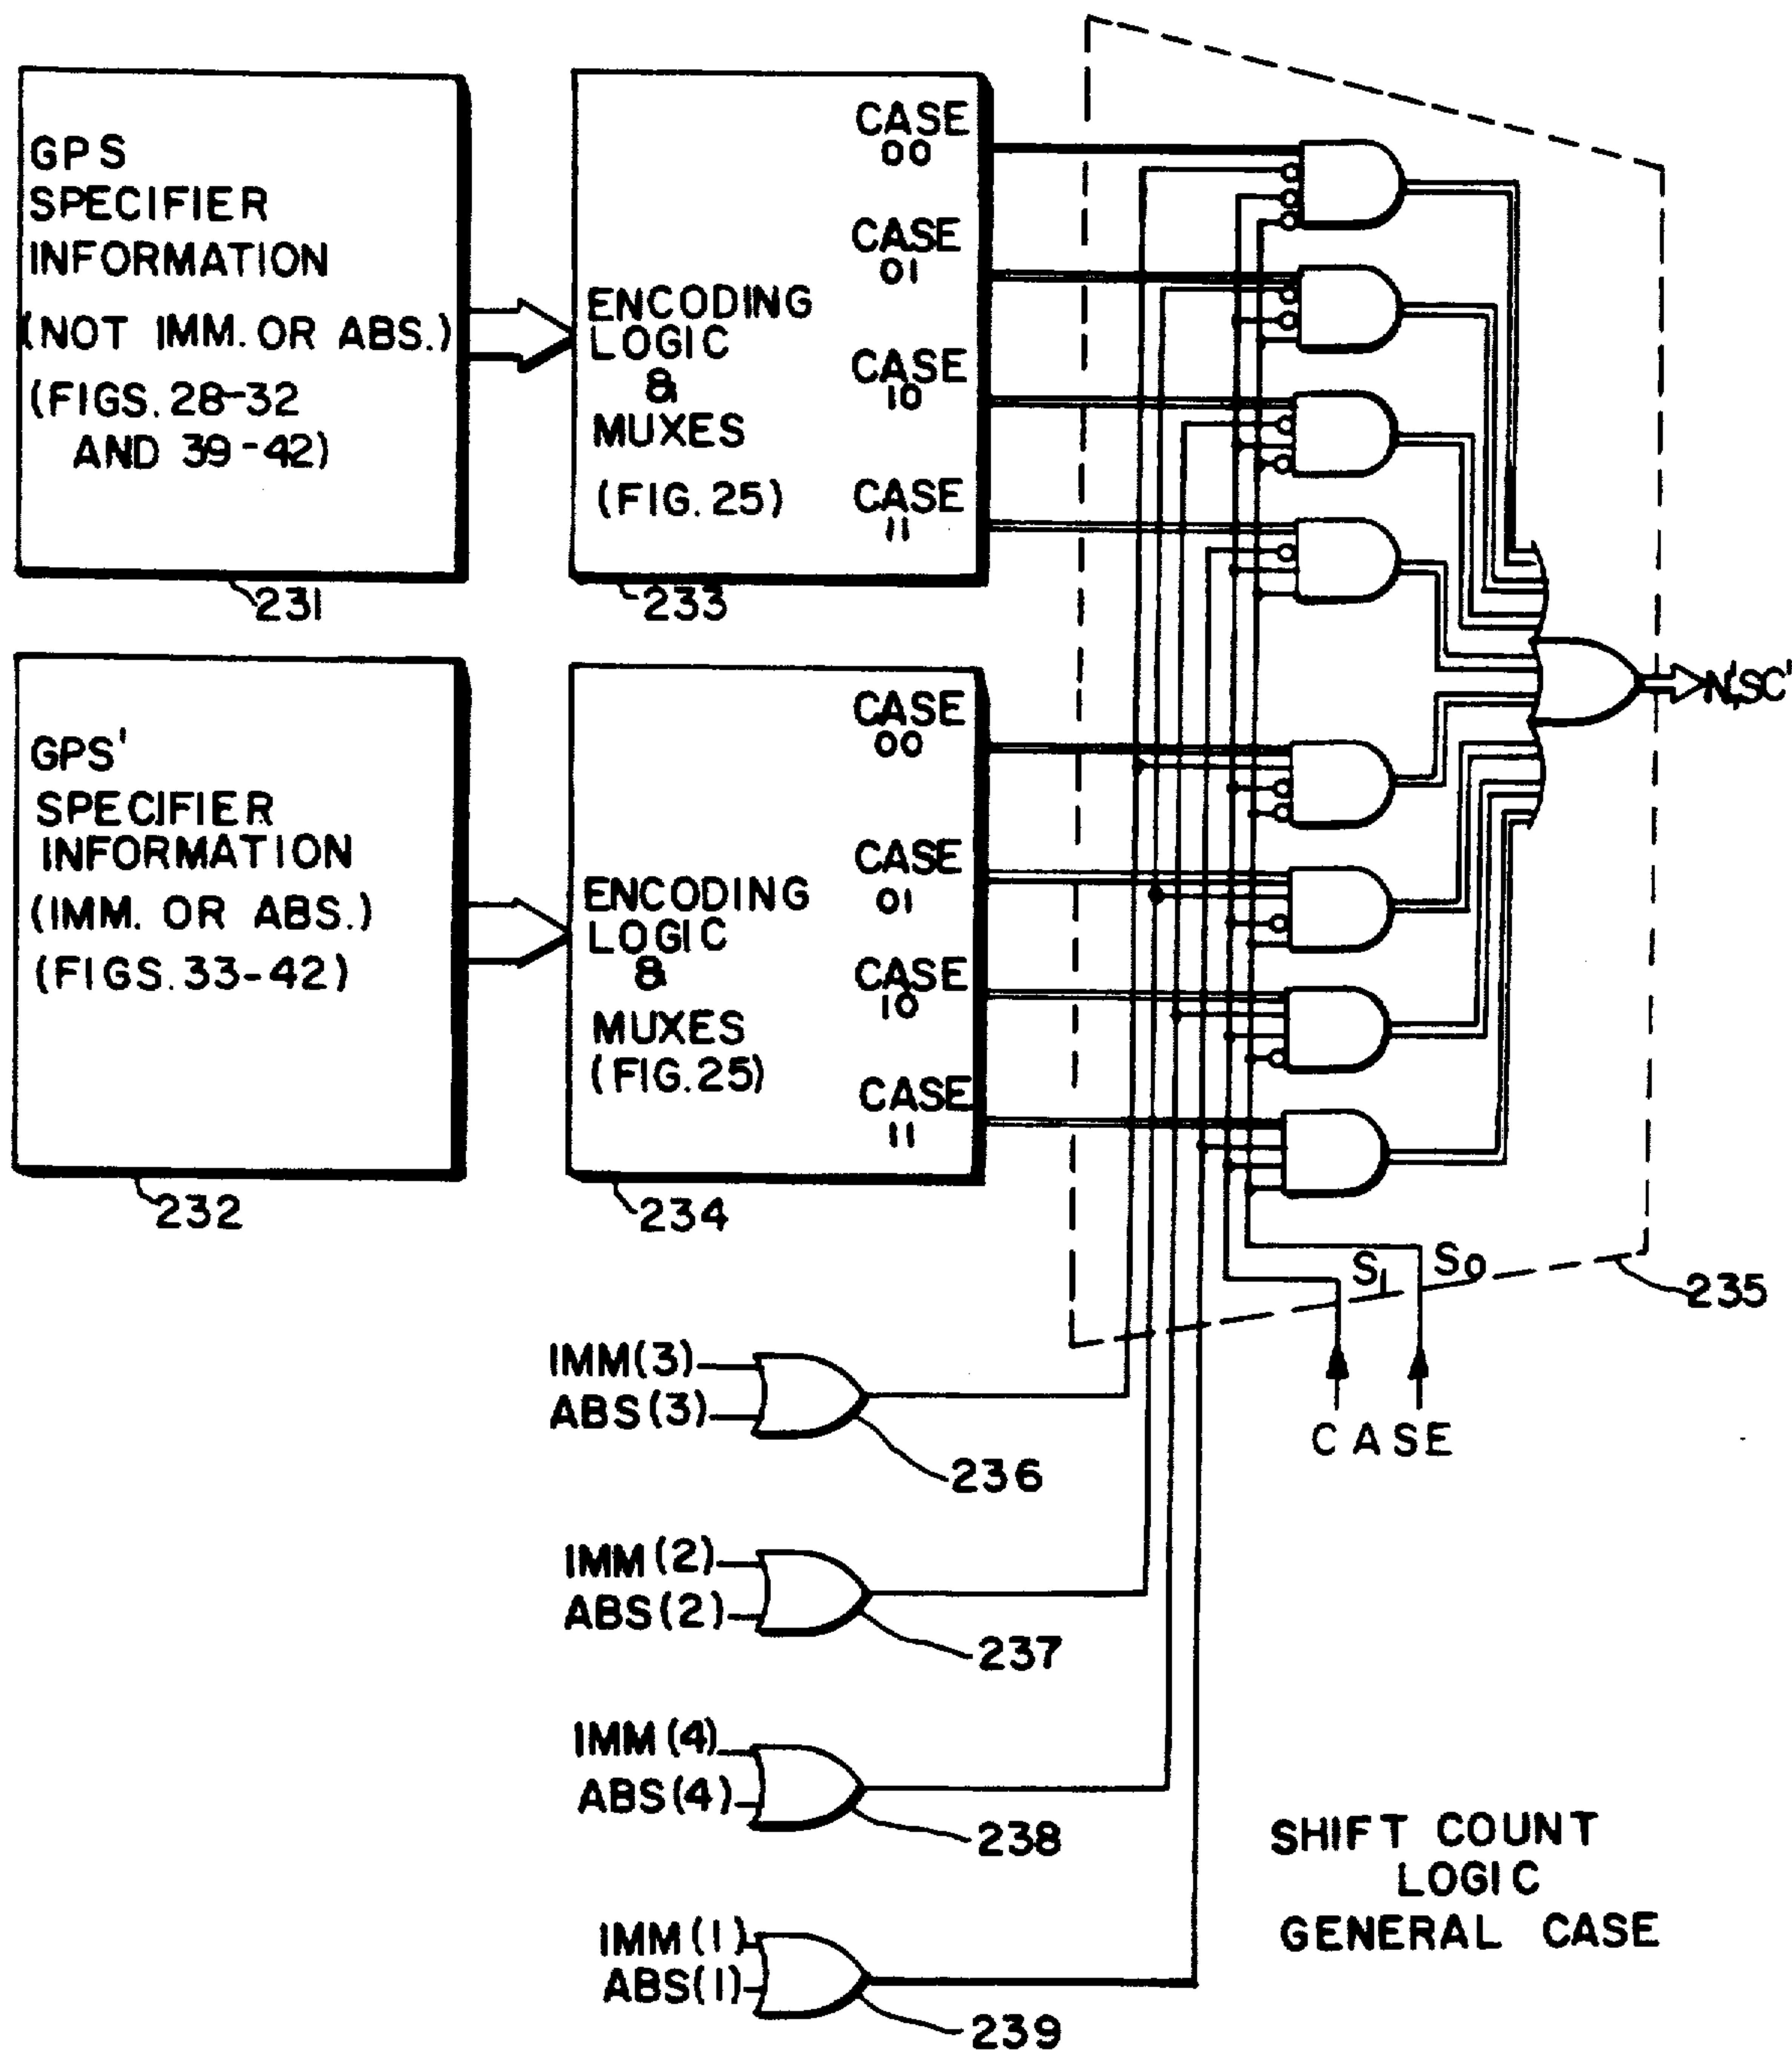 GPS
SPECIFIER
INFORMATION
(NOT IMM. OR ABS.)
(FIGS. 28-32
AND 39-42)
231
ENCODING
LOGIC
&
MUXES
(FIG. 25)
CASE
00
CASE
01
CASE
10
CASE
11
233
GPS'
SPECIFIER
INFORMATION
(IMM. OR ABS.)
(FIGS. 33-42)
232
ENCODING
LOGIC
&
MUXES
(FIG. 25)
CASE
00
CASE
01
CASE
10
CASE
11
234
S1
S0
235
CASE
IMM(3)
ABS(3)
236
IMM(2)
ABS(2)
237
IMM(4)
ABS(4)
238
IMM(1)
ABS(1)
239
SHIFT COUNT
LOGIC
GENERAL CASE